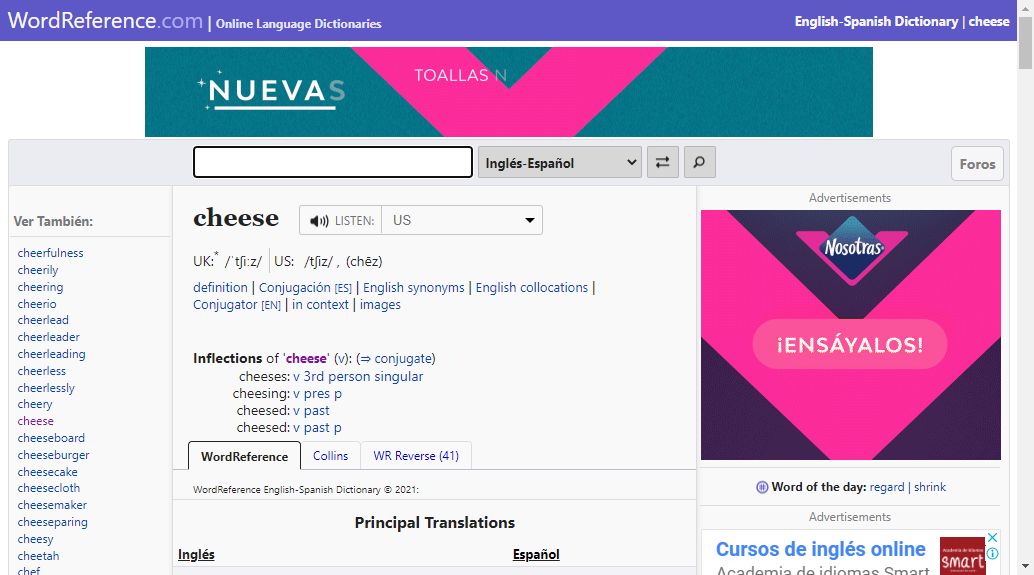 WordReference.com | Online Language Dictionaries
English-Spanish Dictionary | cheese
NUEVAS
TOALLAS N
Inglés-Español
Foros
Ver También:
cheerfulness
cheerily
cheering
cheerio
cheerlead
cheerleader
cheerleading
cheerless
cheerlessly
cheery
cheese
cheeseboard
cheeseburger
cheesecake
cheesecloth
cheesemaker
cheeseparing
cheesy
cheetah
chef
cheese
LISTEN:
US
UK:* /ˈtʃiːz/ US: /tʃiz/ , (chēz)
definition | Conjugación [ES] | English synonyms | English collocations |
Conjugator [EN] | in context | images
Inflections of 'cheese' (v): (⇒ conjugate)
cheeses: v 3rd person singular
cheesing: v pres p
cheesed: v past
cheesed: v past p
WordReference
Collins
WR Reverse (41)
WordReference English-Spanish Dictionary © 2021:
Principal Translations
Inglés
Español
Advertisements
Nosotras
¡ENSÁYALOS!
Word of the day: regard | shrink
Advertisements
Cursos de inglés online
Academia de idiomas Smart
Academia de Idiomas
smart